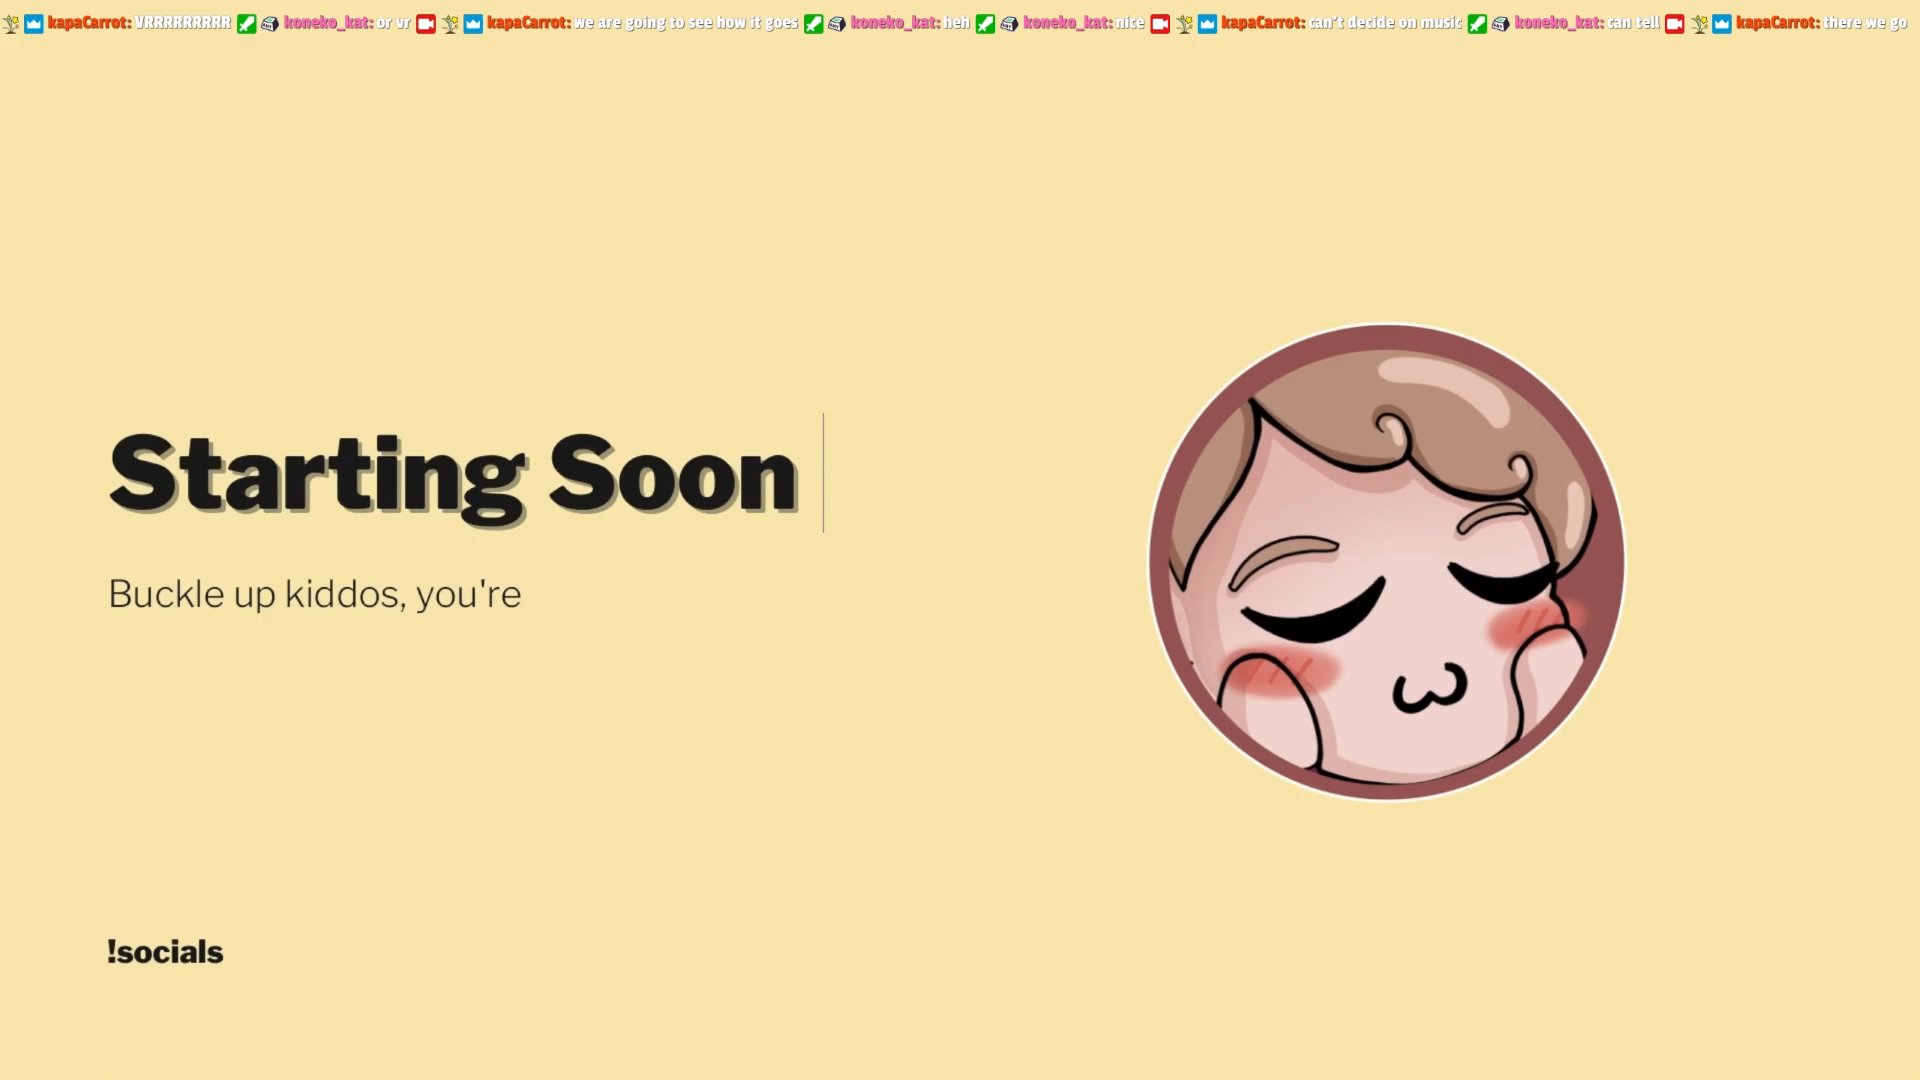 kapaCarrot: VRRRRRRRRR koneko_kat: or vr kapaCarrot: we are going to see how it goes koneko_kat: heh koneko_kat: nice kapaCarrot: can't decide on music koneko_kat: can tell kapaCarrot: there we go
Starting Soon
Buckle up kiddos, you're
!socials